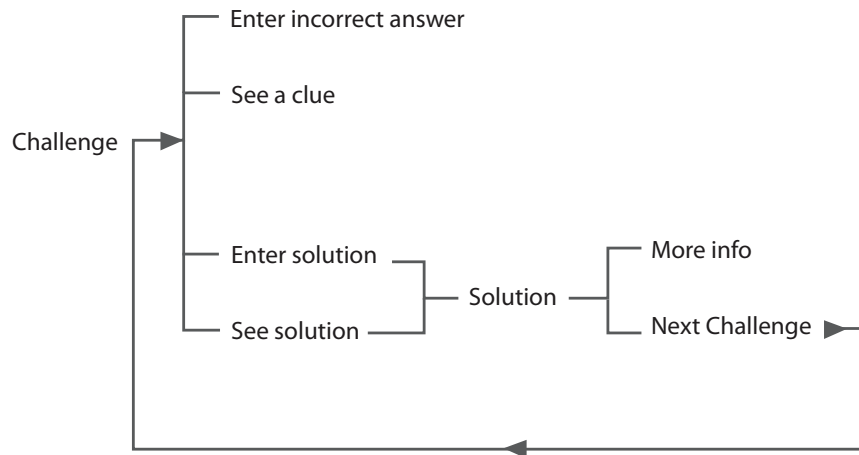 Enter incorrect answer
See a clue
Challenge
Enter solution
More info
Solution
See solution
Next Challenge